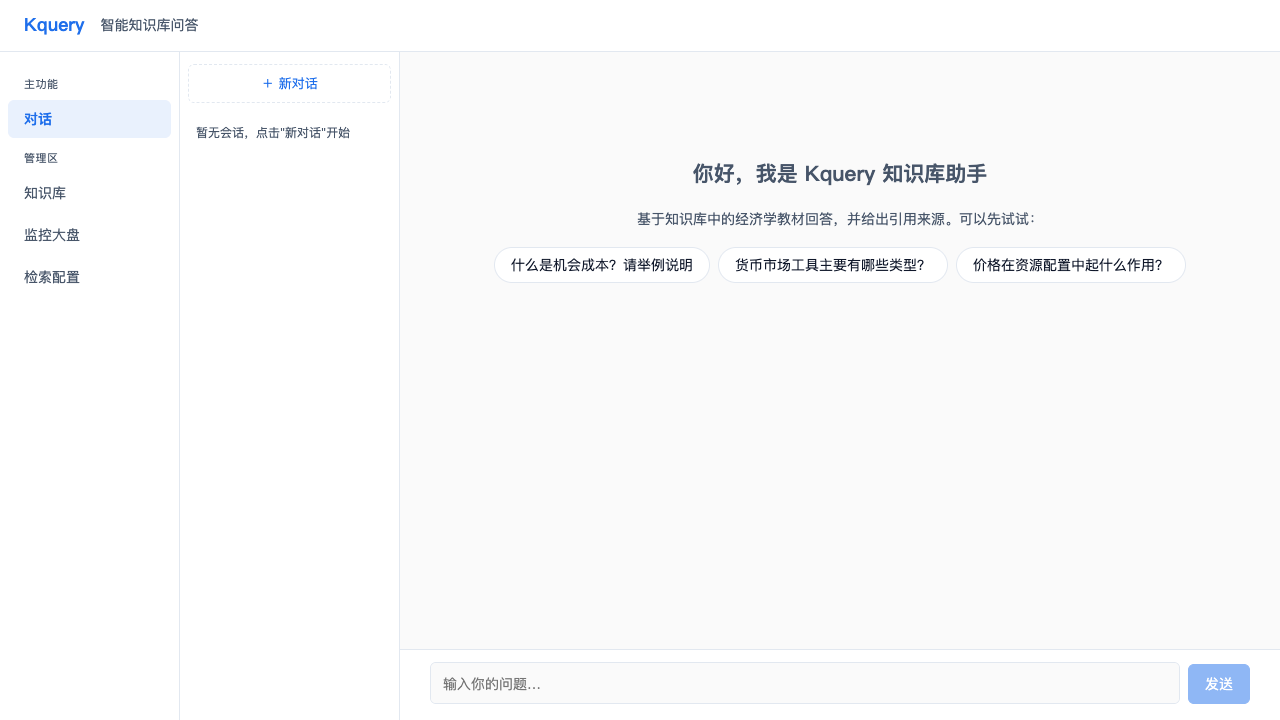 Kquery 智能知识库问答
主功能
对话
管理区
知识库
监控大盘
检索配置
+ 新对话
暂无会话，点击"新对话"开始
你好，我是 Kquery 知识库助手
基于知识库中的经济学教材回答，并给出引用来源。可以先试试：
什么是机会成本？请举例说明
货币市场工具主要有哪些类型？
价格在资源配置中起什么作用？
输入你的问题...
发送